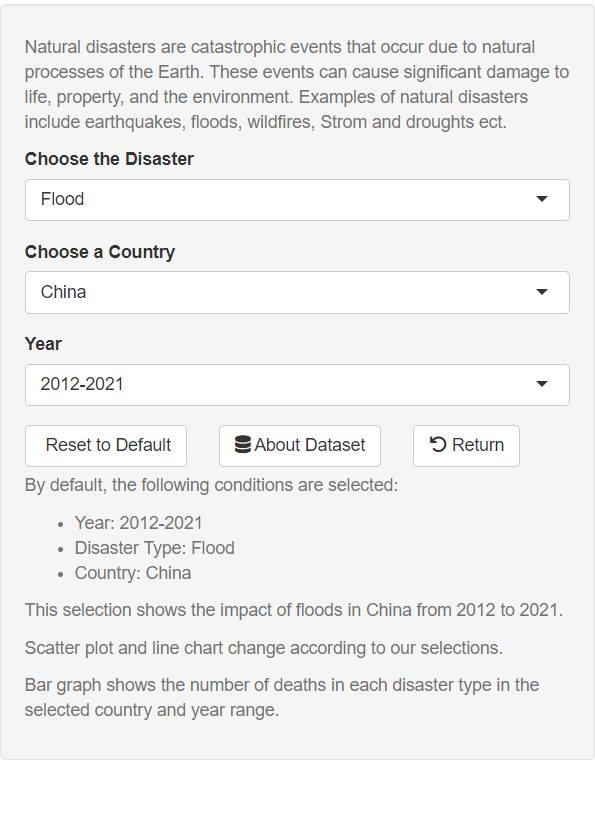 Natural disasters are catastrophic events that occur due to natural
processes of the Earth. These events can cause significant damage to
life, property, and the environment. Examples of natural disasters
include earthquakes, floods, wildfires, Strom and droughts ect.
Choose the Disaster
Flood
Choose a Country
China
Year
2012-2021
Reset to Default About Dataset Return
By default, the following conditions are selected:
• Year: 2012-2021
• Disaster Type: Flood
• Country: China
This selection shows the impact of floods in China from 2012 to 2021.
Scatter plot and line chart change according to our selections.
Bar graph shows the number of deaths in each disaster type in the
selected country and year range.